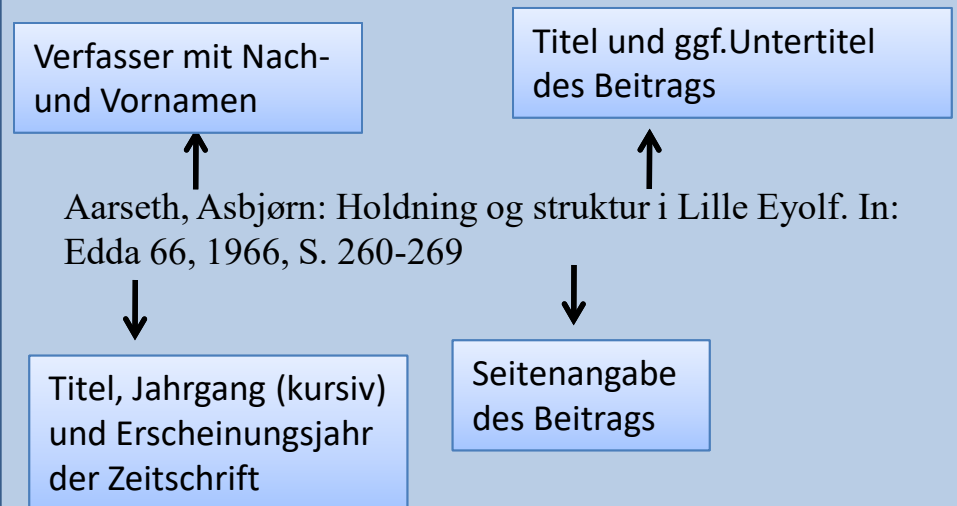 Verfasser mit Nach-
und Vornamen
Titel und ggf.Untertitel
des Beitrags
Aarseth, Asbjørn: Holdning og struktur i Lille Eyolf. In:
Edda 66, 1966, S. 260-269
Titel, Jahrgang (kursiv)
und Erscheinungsjahr
der Zeitschrift
Seitenangabe
des Beitrags